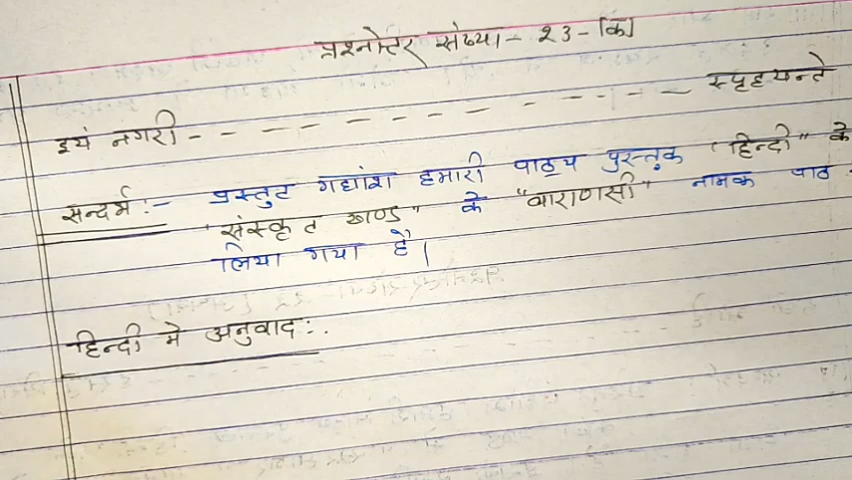 प्रश्नोत्तर संख्या - 23 - (क)
इयं नगरी - - - - - - - - - - - - - स्पृहयन्ते
सन्दर्भ :- प्रस्तुत गद्यांश हमारी पाठ्य पुस्तक "हिन्दी" के
"संस्कृत खण्ड" के "वाराणसी" नामक पाठ
लिया गया है।
हिन्दी मे अनुवाद :.